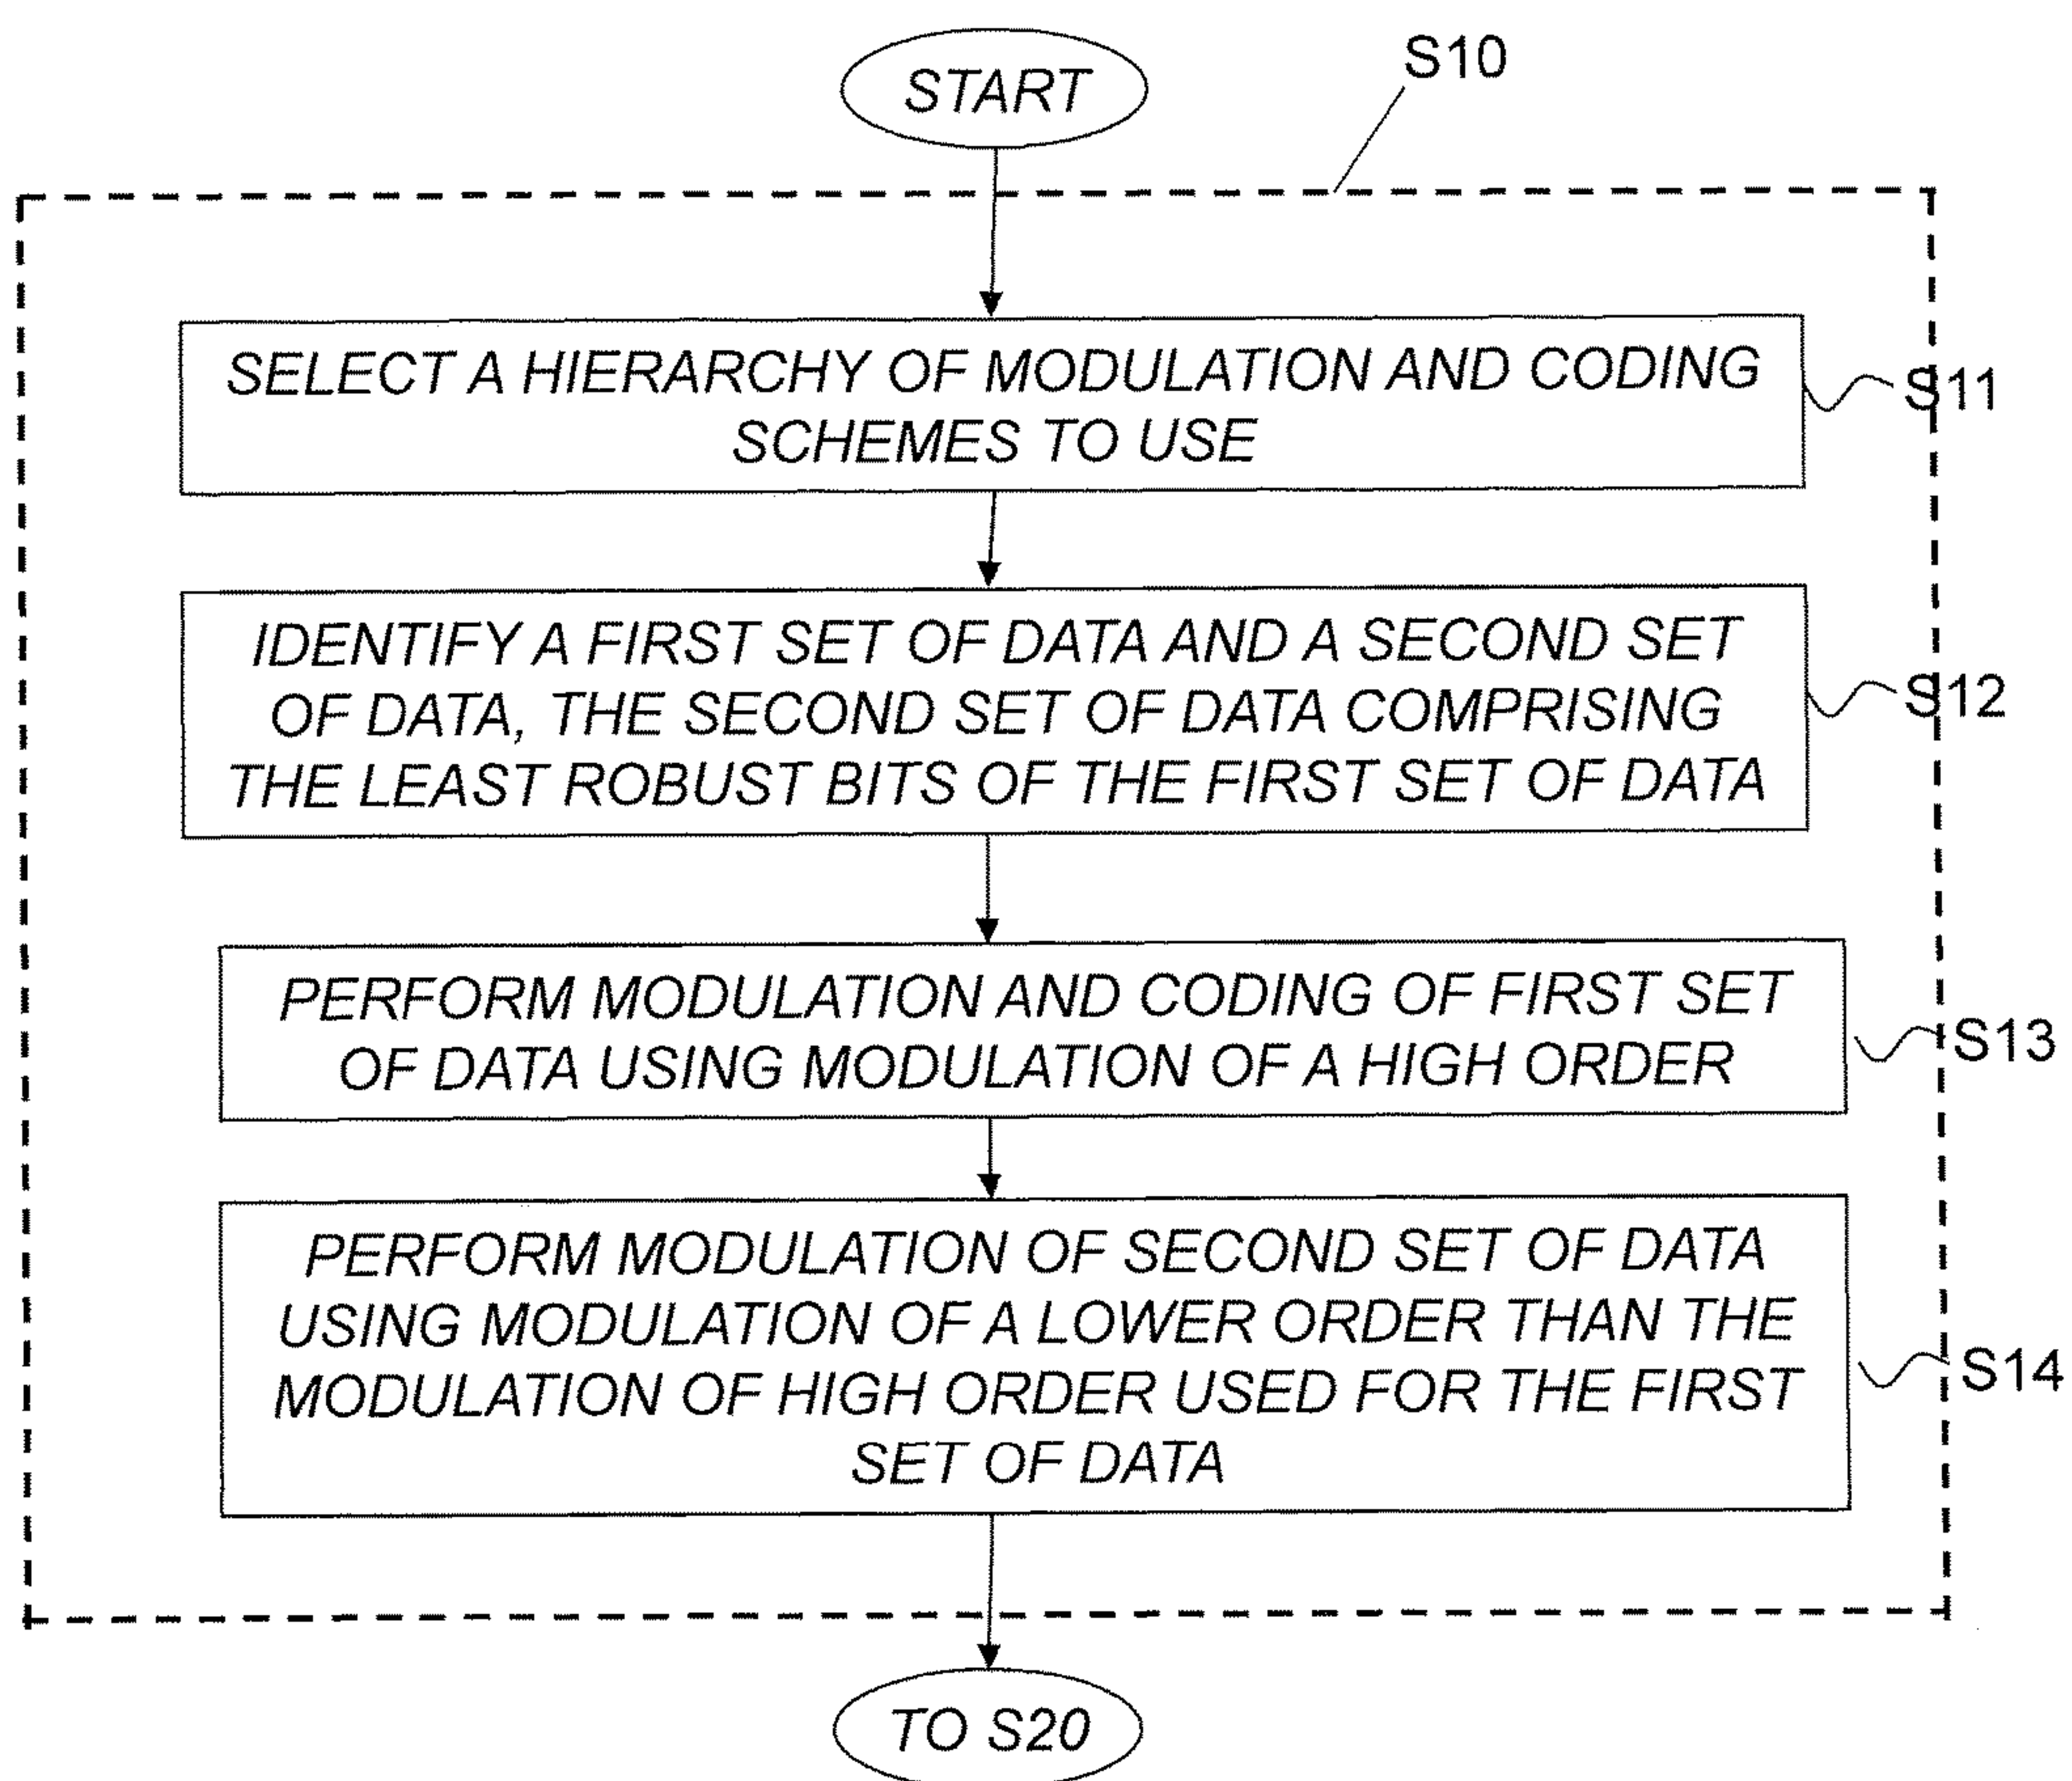 START
S10
SELECT A HIERARCHY OF MODULATION AND CODING
SCHEMES TO USE
S11
IDENTIFY A FIRST SET OF DATA AND A SECOND SET
OF DATA, THE SECOND SET OF DATA COMPRISING
THE LEAST ROBUST BITS OF THE FIRST SET OF DATA
S12
PERFORM MODULATION AND CODING OF FIRST SET
OF DATA USING MODULATION OF A HIGH ORDER
S13
PERFORM MODULATION OF SECOND SET OF DATA
USING MODULATION OF A LOWER ORDER THAN THE
MODULATION OF HIGH ORDER USED FOR THE FIRST
SET OF DATA
S14
TO S20